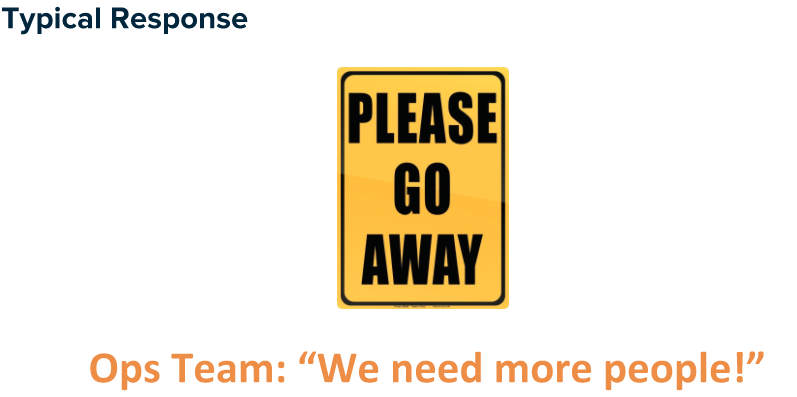 Typical Response
PLEASE
GO
AWAY
Ops Team: “We need more people!”